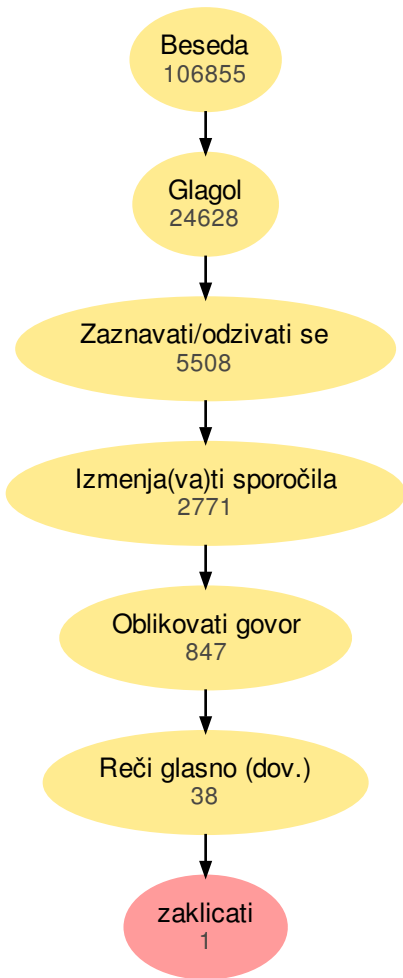 Beseda
106855
Glagol
24628
Zaznavati/odzivati se
5508
Izmenja(va)ti sporočila
2771
Oblikovati govor
847
Reči glasno (dov.)
38
zaklicati
1